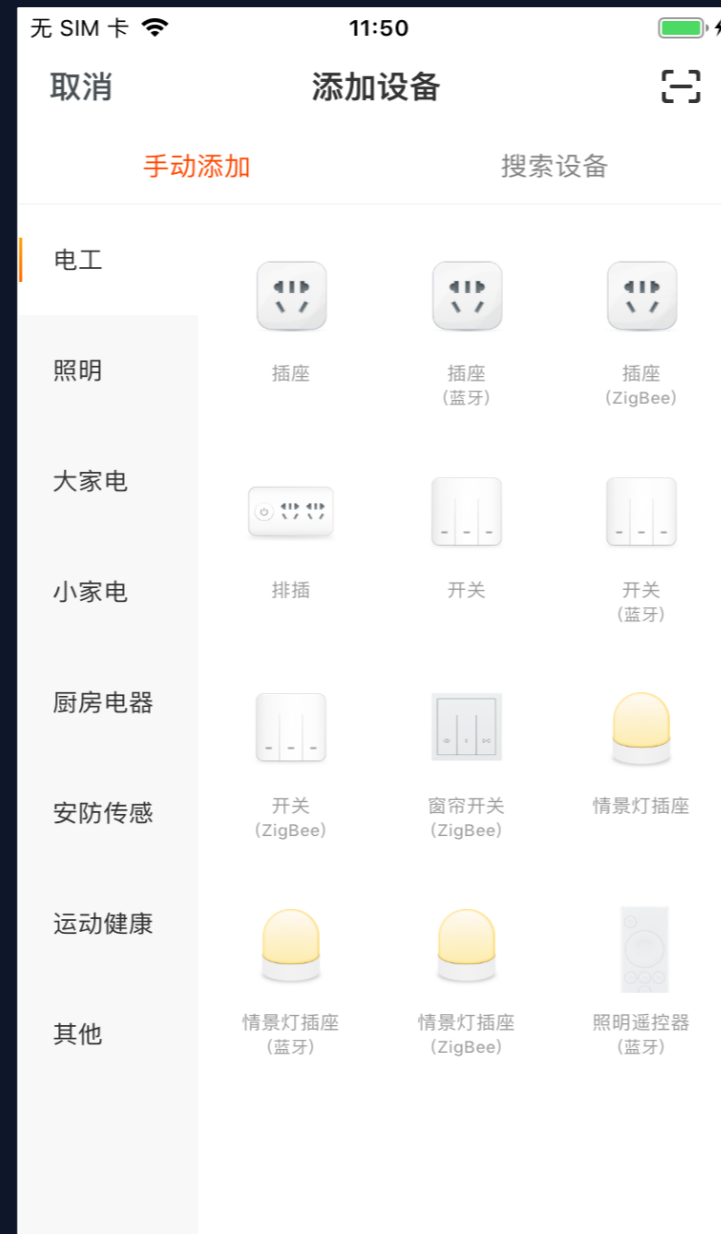 无 SIM 卡
11:50
取消
添加设备
手动添加
搜索设备
电工
照明
大家电
小家电
厨房电器
安防传感
运动健康
其他
插座
插座
(蓝牙)
插座
(ZigBee)
排插
开关
开关
(蓝牙)
开关
(ZigBee)
窗帘开关
(ZigBee)
情景灯插座
情景灯插座
(蓝牙)
情景灯插座
(ZigBee)
照明遥控器
(蓝牙)